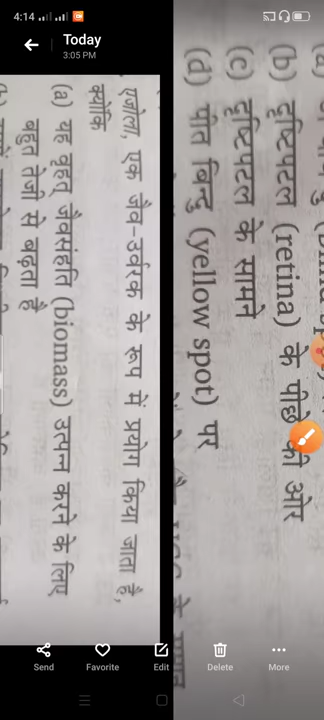 4:14
Today
3:05 PM
एजोला, एक जैव-उर्वरक के रूप में प्रयोग किया जाता है,
क्योंकि
(a) यह वृहत् जैवसंहति (biomass) उत्पन्न करने के लिए
बहुत तेजी से बढ़ता है
(b) दृष्टिपटल (retina) के पीछे की ओर
(c) दृष्टिपटल के सामने
(d) पीत बिन्दु (yellow spot) पर
Send
Favorite
Edit
Delete
More